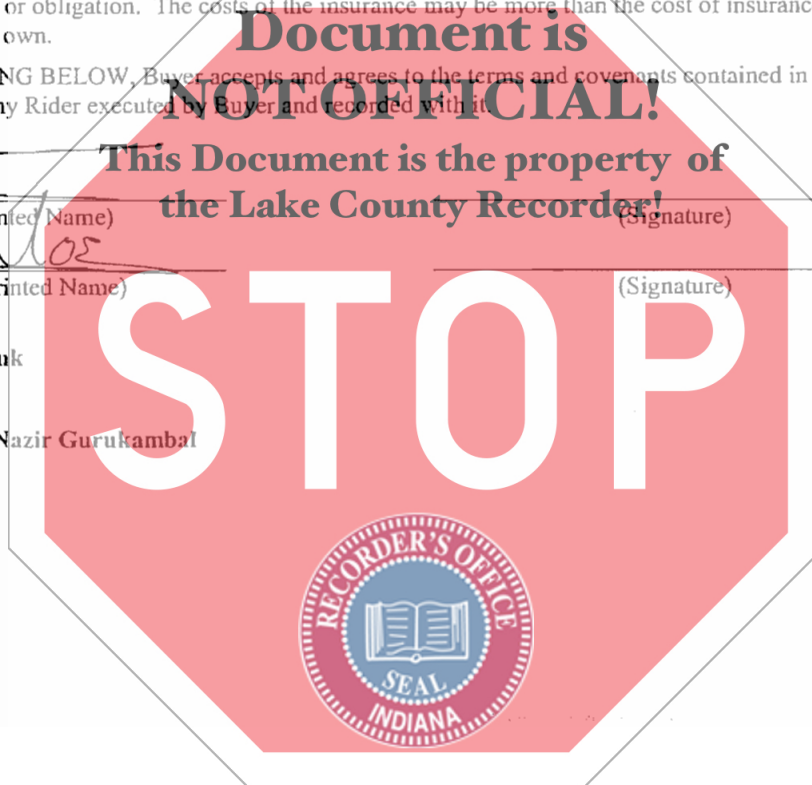 or obligation. The costs of the insurance may be more than the cost of insuranc
own.
Document is
NG BELOW, Buyer accepts and agrees to the terms and covenants contained in
NOT OFFICIAL!
ny Rider executed by Buyer and recorded with it.
This Document is the property of
the Lake County Recorder!
nted Name) (Signature)
rinted Name) (Signature)
STOP
Nazir Gurukambal
RECORDER'S OFFICE
SEAL
INDIANA